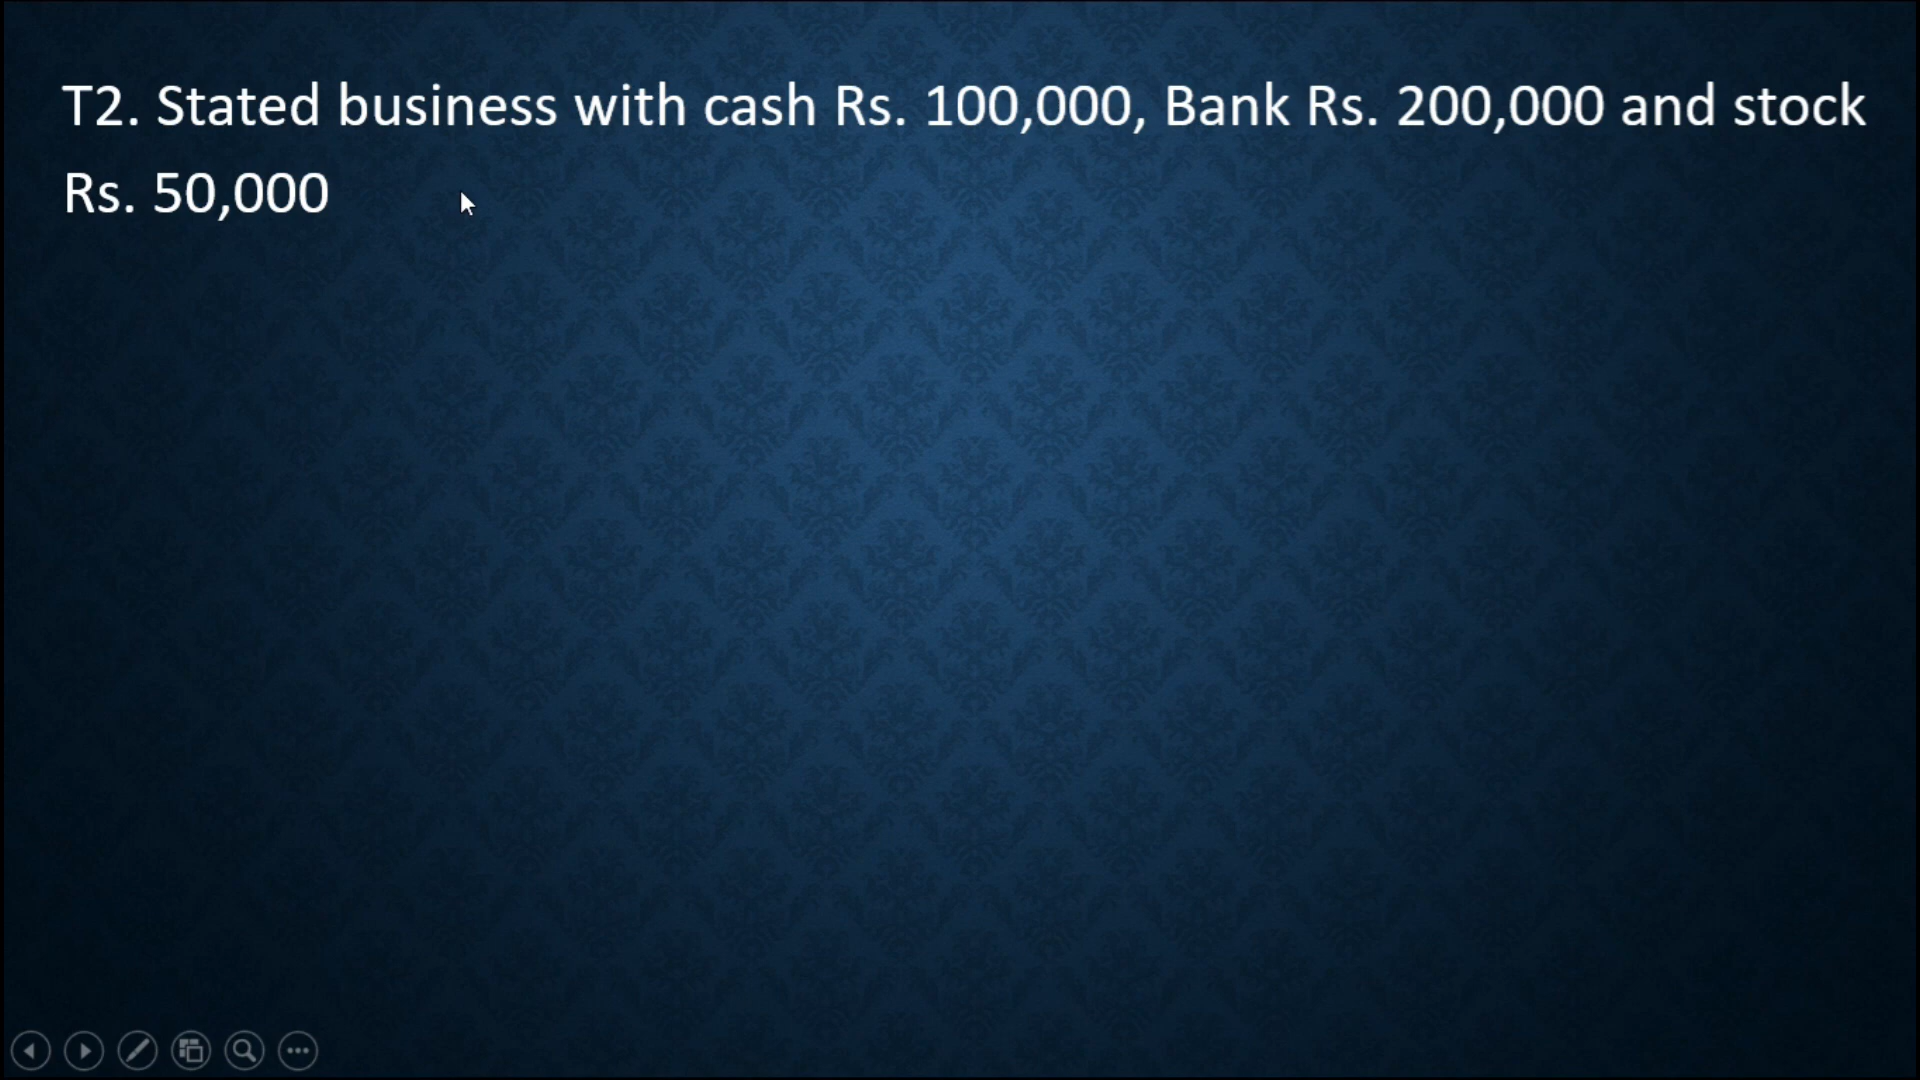 T2. Stated business with cash Rs. 100,000, Bank Rs. 200,000 and stock
Rs. 50,000